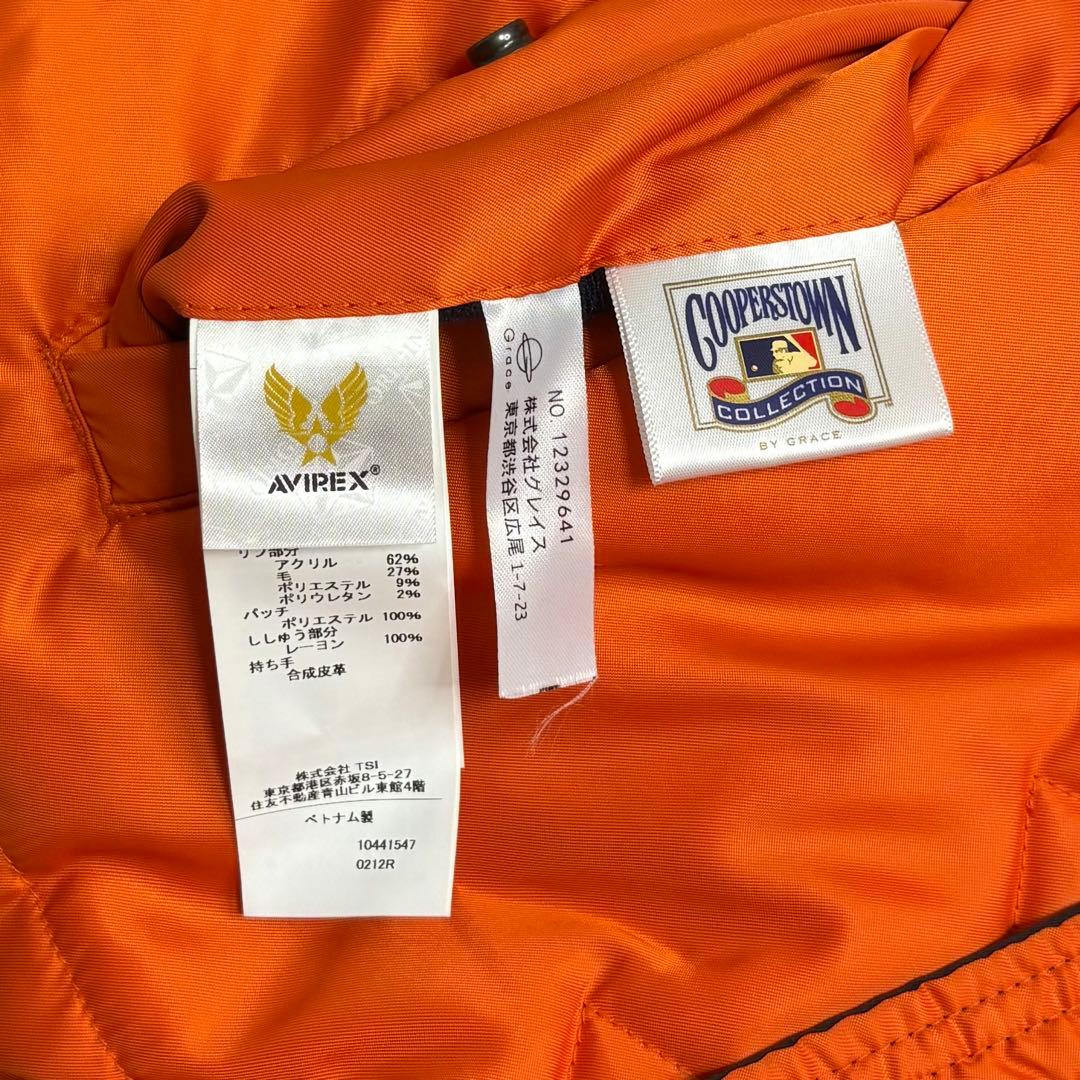 AVIREX®
リブ部分
アクリル 62%
毛 27%
ポリエステル 9%
ポリウレタン 2%
パッチ
ポリエステル 100%
ししゅう部分
レーヨン 100%
持ち手
合成皮革
株式会社 TSI
東京都港区赤坂8-5-27
住友不動産青山ビル東館4階
ベトナム製
10441547
0212R
NO. 12329641
株式会社グレイス
Grace 東京都渋谷区広尾 1-7-23
COOPERSTOWN
COLLECTION
BY GRACE